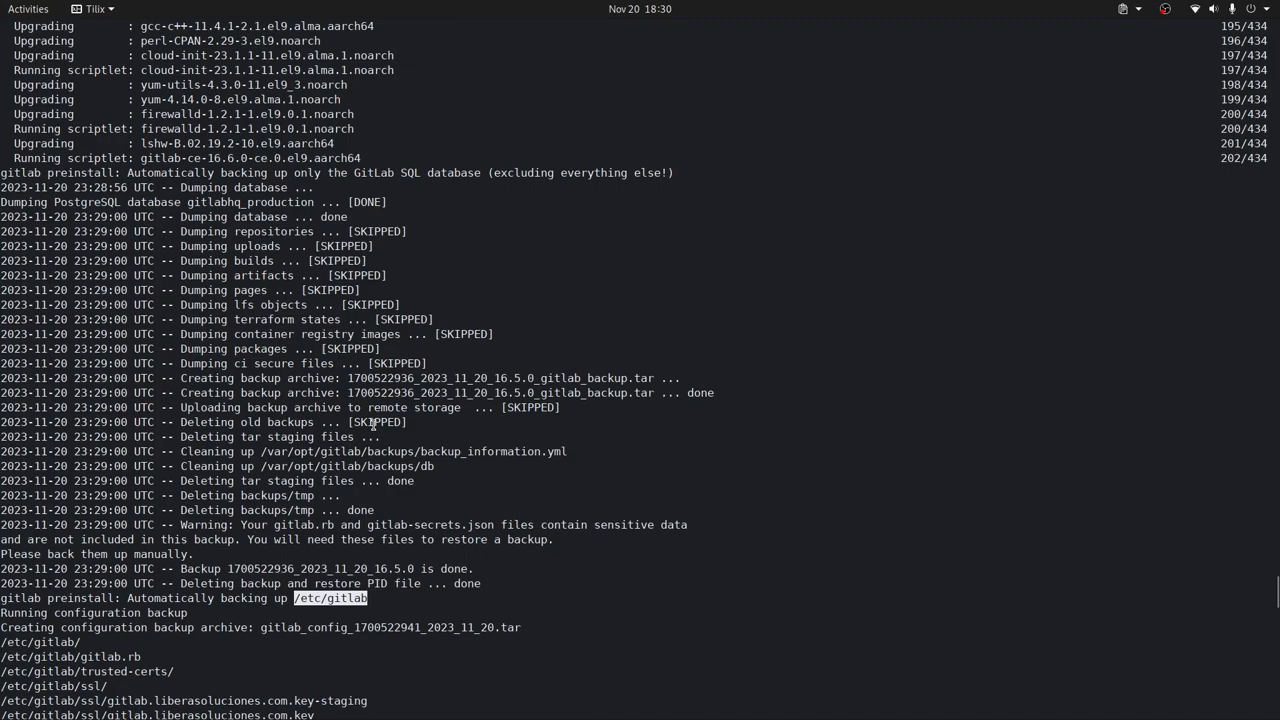 Activities Tilix Nov 20 18:30
Upgrading : gcc-c++-11.4.1-2.1.el9.alma.aarch64 195/434
Upgrading : perl-CPAN-2.29-3.el9.noarch 196/434
Upgrading : cloud-init-23.1.1-11.el9.alma.1.noarch 197/434
Running scriptlet: cloud-init-23.1.1-11.el9.alma.1.noarch 197/434
Upgrading : yum-utils-4.3.0-11.el9_3.noarch 198/434
Upgrading : yum-4.14.0-8.el9.alma.1.noarch 199/434
Upgrading : firewalld-1.2.1-1.el9.0.1.noarch 200/434
Running scriptlet: firewalld-1.2.1-1.el9.0.1.noarch 200/434
Upgrading : lshw-B.02.19.2-10.el9.aarch64 201/434
Running scriptlet: gitlab-ce-16.6.0-ce.0.el9.aarch64 202/434
gitlab preinstall: Automatically backing up only the GitLab SQL database (excluding everything else!)
2023-11-20 23:28:56 UTC -- Dumping database ...
Dumping PostgreSQL database gitlabhq_production ... [DONE]
2023-11-20 23:29:00 UTC -- Dumping database ... done
2023-11-20 23:29:00 UTC -- Dumping repositories ... [SKIPPED]
2023-11-20 23:29:00 UTC -- Dumping uploads ... [SKIPPED]
2023-11-20 23:29:00 UTC -- Dumping builds ... [SKIPPED]
2023-11-20 23:29:00 UTC -- Dumping artifacts ... [SKIPPED]
2023-11-20 23:29:00 UTC -- Dumping pages ... [SKIPPED]
2023-11-20 23:29:00 UTC -- Dumping lfs objects ... [SKIPPED]
2023-11-20 23:29:00 UTC -- Dumping terraform states ... [SKIPPED]
2023-11-20 23:29:00 UTC -- Dumping container registry images ... [SKIPPED]
2023-11-20 23:29:00 UTC -- Dumping packages ... [SKIPPED]
2023-11-20 23:29:00 UTC -- Dumping ci secure files ... [SKIPPED]
2023-11-20 23:29:00 UTC -- Creating backup archive: 1700522936_2023_11_20_16.5.0_gitlab_backup.tar ...
2023-11-20 23:29:00 UTC -- Creating backup archive: 1700522936_2023_11_20_16.5.0_gitlab_backup.tar ... done
2023-11-20 23:29:00 UTC -- Uploading backup archive to remote storage  ... [SKIPPED]
2023-11-20 23:29:00 UTC -- Deleting old backups ... [SKIPPED]
2023-11-20 23:29:00 UTC -- Deleting tar staging files ...
2023-11-20 23:29:00 UTC -- Cleaning up /var/opt/gitlab/backups/backup_information.yml
2023-11-20 23:29:00 UTC -- Cleaning up /var/opt/gitlab/backups/db
2023-11-20 23:29:00 UTC -- Deleting tar staging files ... done
2023-11-20 23:29:00 UTC -- Deleting backups/tmp ...
2023-11-20 23:29:00 UTC -- Deleting backups/tmp ... done
2023-11-20 23:29:00 UTC -- Warning: Your gitlab.rb and gitlab-secrets.json files contain sensitive data
and are not included in this backup. You will need these files to restore a backup.
Please back them up manually.
2023-11-20 23:29:00 UTC -- Backup 1700522936_2023_11_20_16.5.0 is done.
2023-11-20 23:29:00 UTC -- Deleting backup and restore PID file ... done
gitlab preinstall: Automatically backing up /etc/gitlab
Running configuration backup
Creating configuration backup archive: gitlab_config_1700522941_2023_11_20.tar
/etc/gitlab/
/etc/gitlab/gitlab.rb
/etc/gitlab/trusted-certs/
/etc/gitlab/ssl/
/etc/gitlab/ssl/gitlab.liberasoluciones.com.key-staging
/etc/gitlab/ssl/gitlab.liberasoluciones.com.key